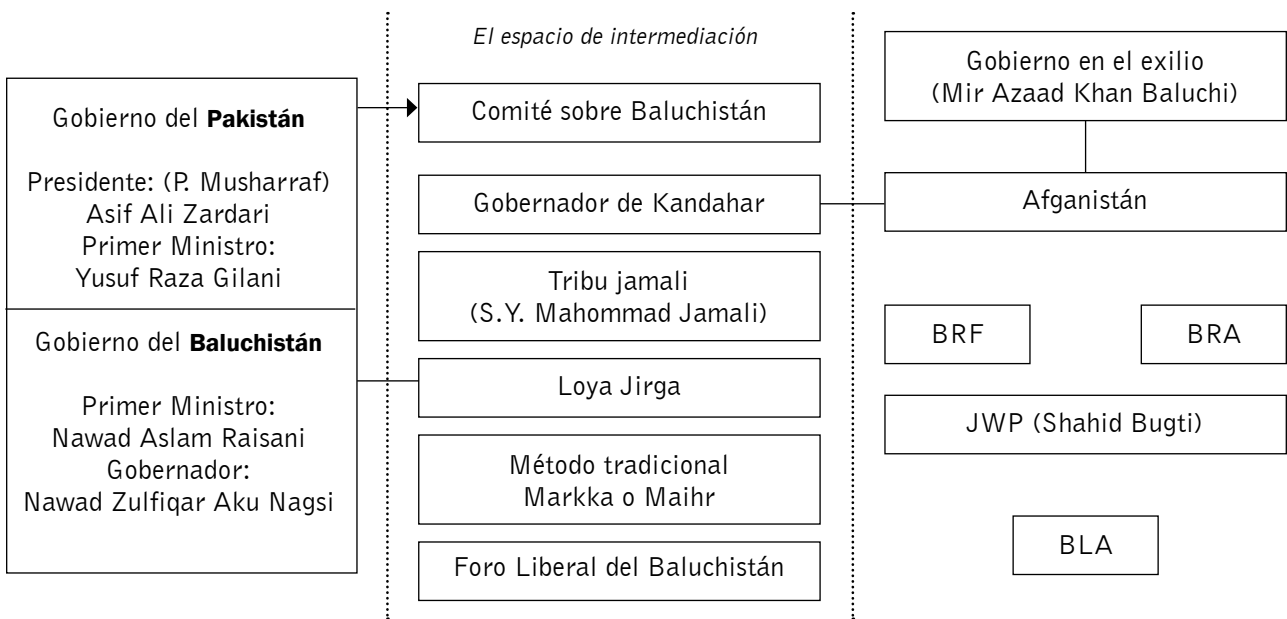 Gobierno del Pakistán
Presidente: (P. Musharraf)
Asif Ali Zardari
Primer Ministro:
Yusuf Raza Gilani
Gobierno del Baluchistán
Primer Ministro:
Nawad Aslam Raisani
Gobernador:
Nawad Zulfiqar Aku Nagsi
El espacio de intermediación
Comité sobre Baluchistán
Gobernador de Kandahar
Tribu jamali
(S.Y. Mahommad Jamali)
Loya Jirga
Método tradicional
Markka o Maihr
Foro Liberal del Baluchistán
Gobierno en el exilio
(Mir Azaad Khan Baluchi)
Afganistán
BRF
BRA
JWP (Shahid Bugti)
BLA